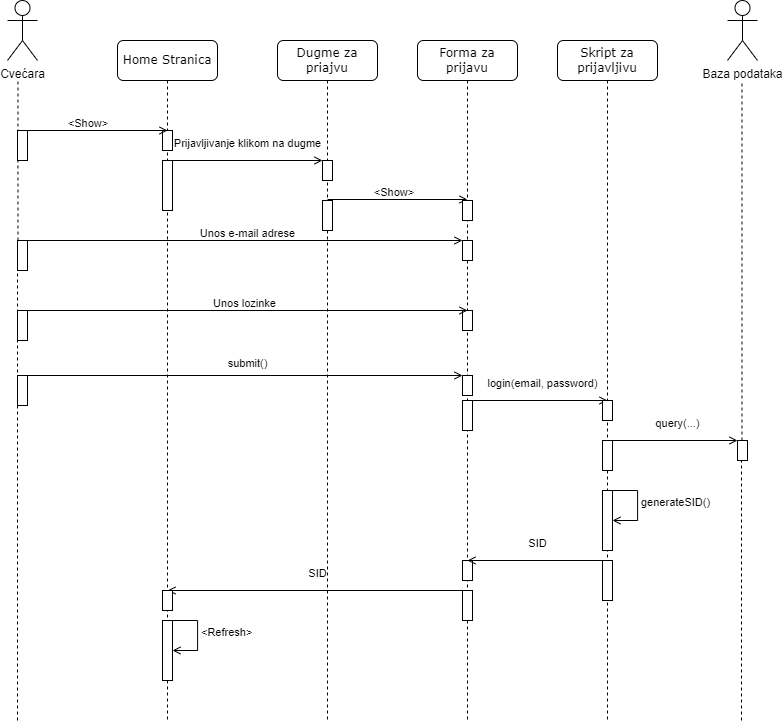 Cvećara
Home Stranica
Dugme za
priajvu
Forma za
prijavu
Skript za
prijavljivu
Baza podataka
<Show>
Prijavljivanje klikom na dugme
<Show>
Unos e-mail adrese
Unos lozinke
submit()
login(email, password)
query(...)
generateSID()
SID
SID
<Refresh>